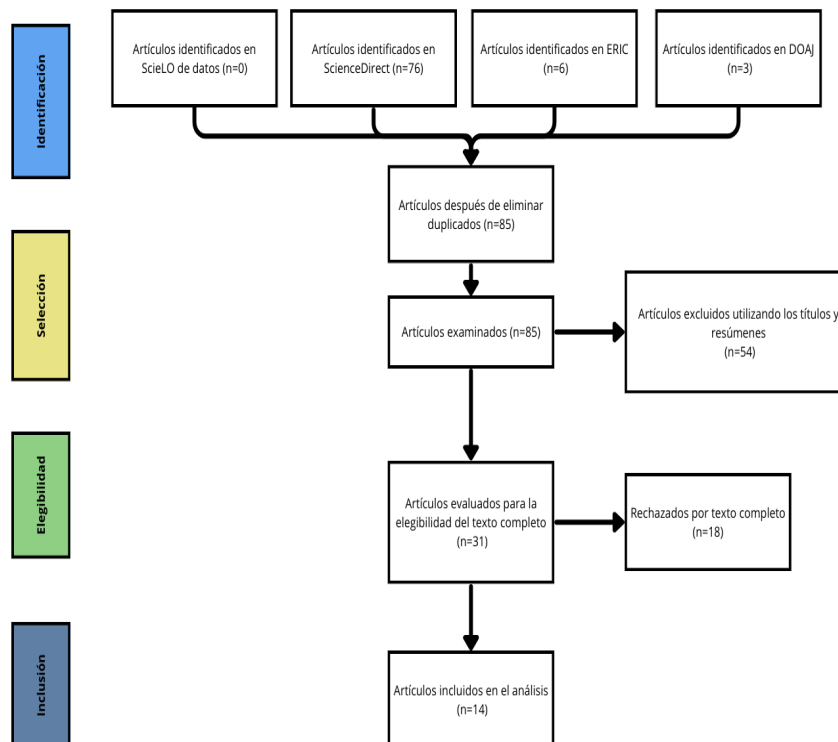 Identificación
Artículos identificados en
ScieLO de datos (n=0)
Artículos identificados en
ScienceDirect (n=76)
Artículos identificados en ERIC
(n=6)
Artículos identificados en DOAJ
(n=3)
Artículos después de eliminar
duplicados (n=85)
Selección
Artículos examinados (n=85)
Artículos excluidos utilizando los títulos y
resúmenes
(n=54)
Elegibilidad
Artículos evaluados para la
elegibilidad del texto completo
(n=31)
Rechazados por texto completo
(n=18)
Inclusión
Artículos incluidos en el análisis
(n=14)